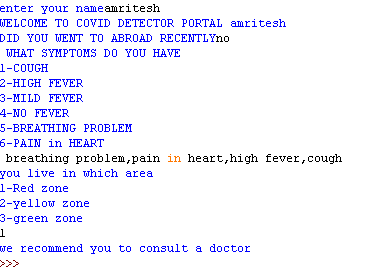 enter your nameamritesh
WELCOME TO COVID DETECTOR PORTAL amritesh
DID YOU WENT TO ABROAD RECENTLYno
WHAT SYMPTOMS DO YOU HAVE
1-COUGH
2-HIGH FEVER
3-MILD FEVER
4-NO FEVER
5-BREATHING PROBLEM
6-PAIN in HEART
breathing problem,pain in heart,high fever,cough
you live in which area
1-Red zone
2-yellow zone
3-green zone
1
we recommend you to consult a doctor
>>>